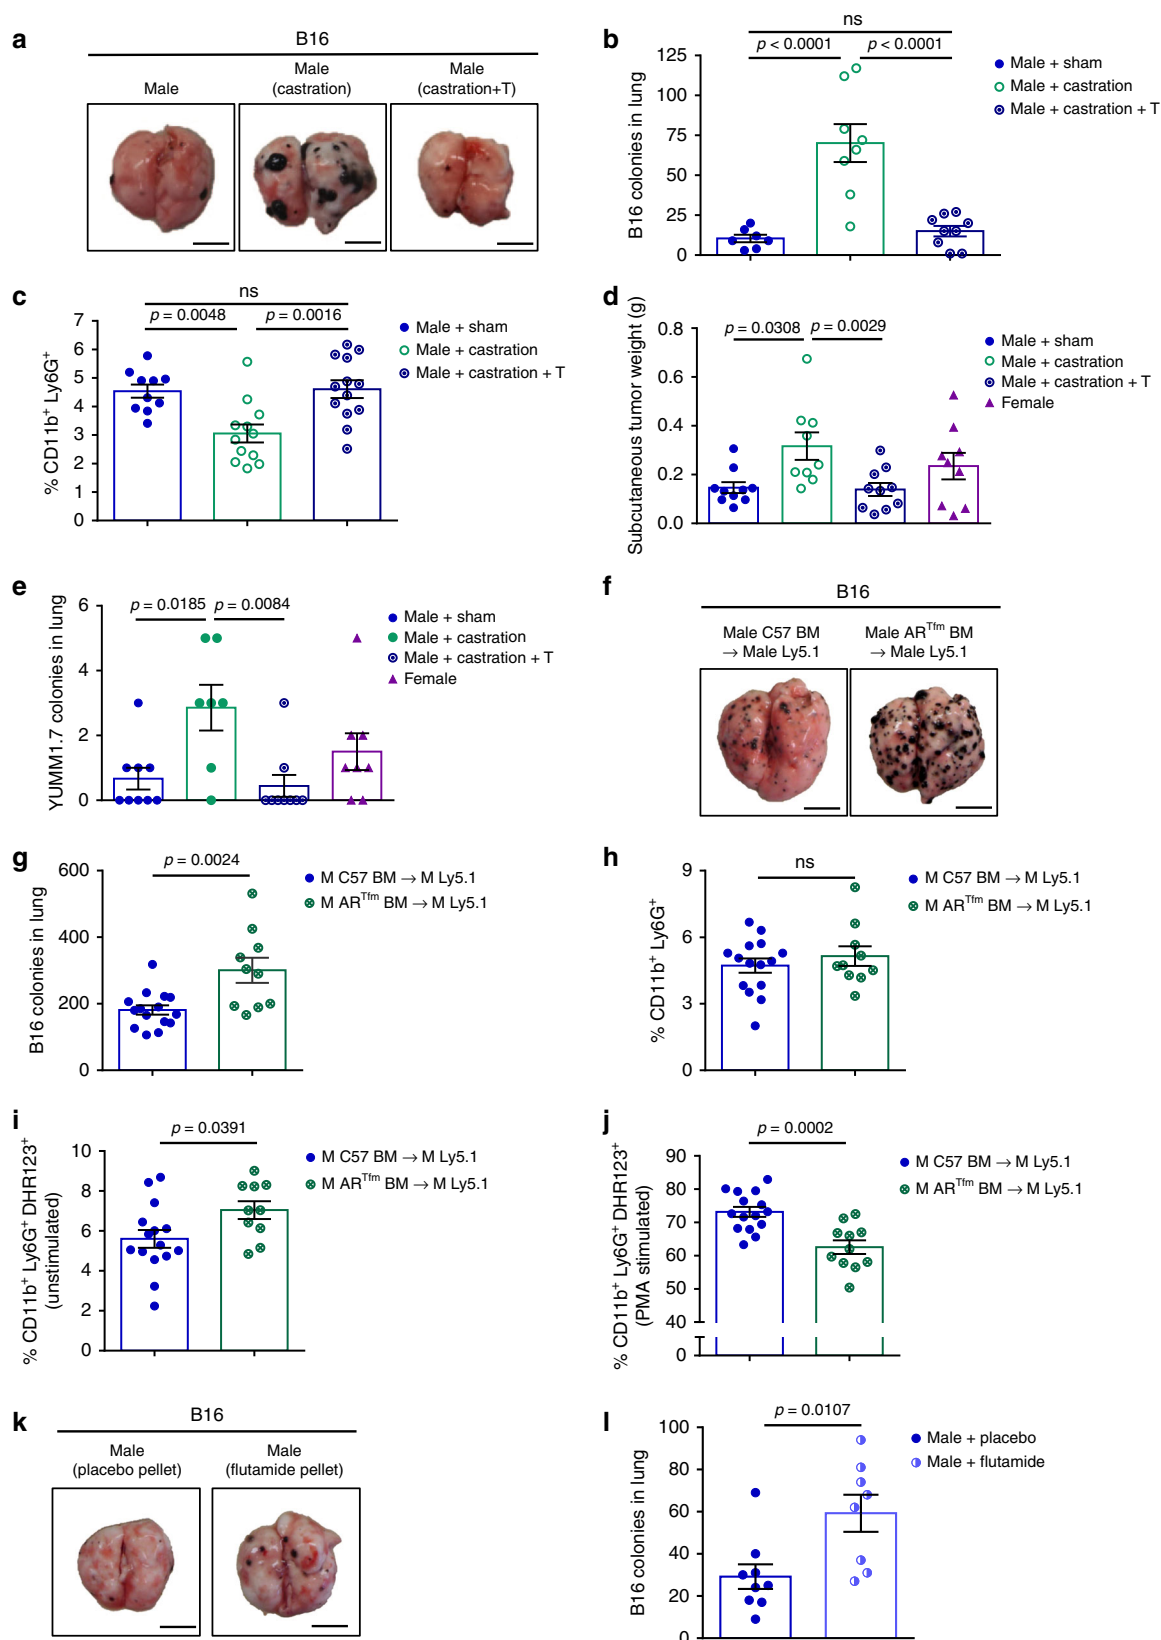 a
B16
Male
Male
(castration)
Male
(castration+T)
b
ns
p < 0.0001
p < 0.0001
125
100
75
50
25
0
B16 colonies in lung
Male + sham
Male + castration
Male + castration + T
c
ns
p = 0.0048
p = 0.0016
7
6
5
4
3
2
1
0
% CD11b+ Ly6G+
Male + sham
Male + castration
Male + castration + T
d
p = 0.0308
p = 0.0029
0.8
0.6
0.4
0.2
0.0
Subcutaneous tumor weight (g)
Male + sham
Male + castration
Male + castration + T
Female
e
p = 0.0185
p = 0.0084
6
4
2
0
YUMM1.7 colonies in lung
Male + sham
Male + castration
Male + castration + T
Female
f
B16
Male C57 BM
→ Male Ly5.1
Male ARTfm BM
→ Male Ly5.1
g
p = 0.0024
600
400
200
0
B16 colonies in lung
M C57 BM → M Ly5.1
M ARTfm BM → M Ly5.1
h
ns
9
6
3
0
% CD11b+ Ly6G+
M C57 BM → M Ly5.1
M ARTfm BM → M Ly5.1
i
p = 0.0391
10
8
6
4
2
0
% CD11b+ Ly6G+ DHR123+
(unstimulated)
M C57 BM → M Ly5.1
M ARTfm BM → M Ly5.1
j
p = 0.0002
90
80
70
60
50
40
0
% CD11b+ Ly6G+ DHR123+
(PMA stimulated)
M C57 BM → M Ly5.1
M ARTfm BM → M Ly5.1
k
B16
Male
(placebo pellet)
Male
(flutamide pellet)
l
p = 0.0107
100
80
60
40
20
0
B16 colonies in lung
Male + placebo
Male + flutamide